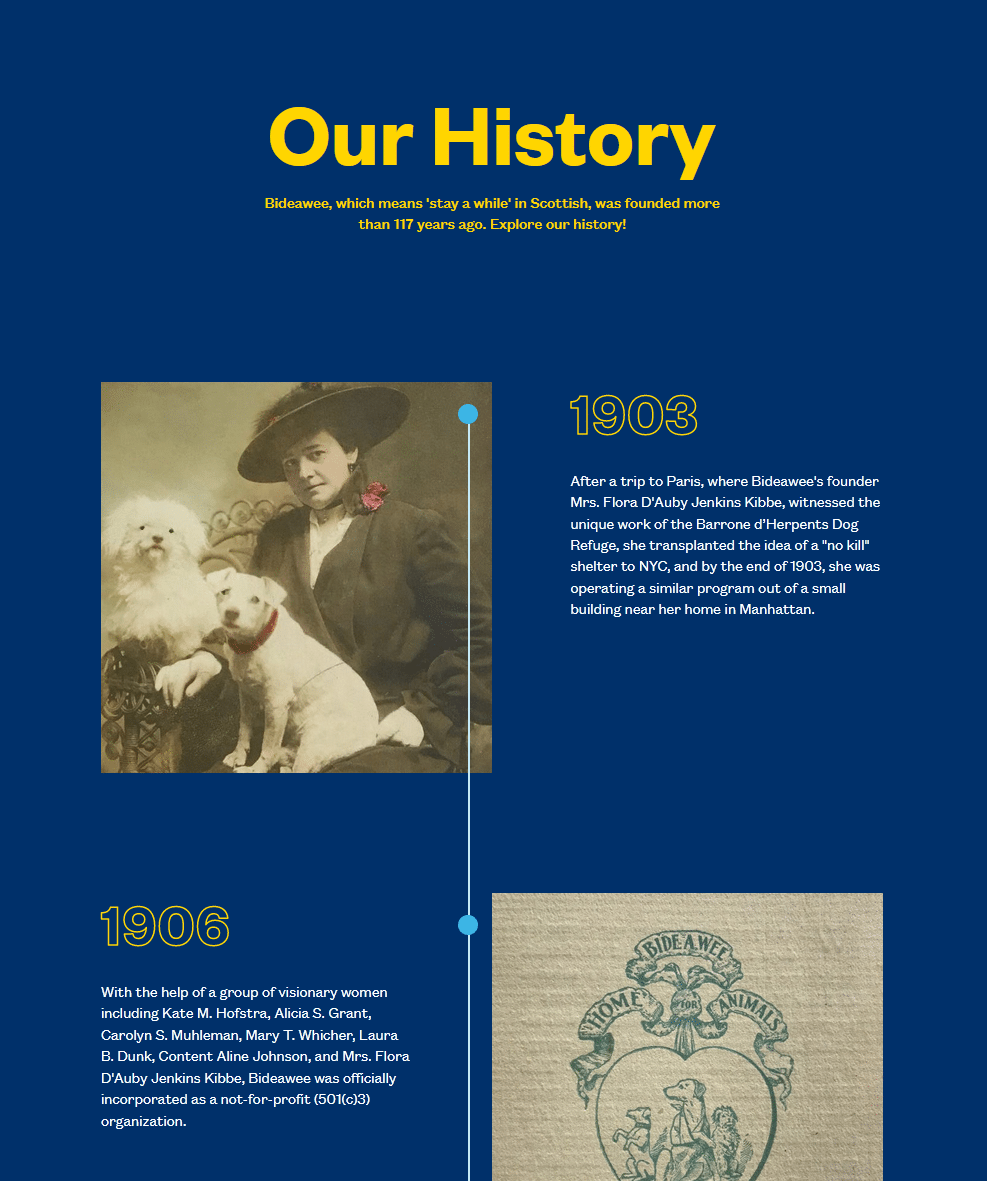 Our History
Bideawee, which means 'stay a while' in Scottish, was founded more
than 117 years ago. Explore our history!
1903
After a trip to Paris, where Bideawee's founder
Mrs. Flora D'Auby Jenkins Kibbe, witnessed the
unique work of the Barrone d’Herpents Dog
Refuge, she transplanted the idea of a "no kill"
shelter to NYC, and by the end of 1903, she was
operating a similar program out of a small
building near her home in Manhattan.
1906
With the help of a group of visionary women
including Kate M. Hofstra, Alicia S. Grant,
Carolyn S. Muhleman, Mary T. Whicher, Laura
B. Dunk, Content Aline Johnson, and Mrs. Flora
D'Auby Jenkins Kibbe, Bideawee was officially
incorporated as a not-for-profit (501(c)3)
organization.
BIDE A WEE
HOME FOR ANIMALS